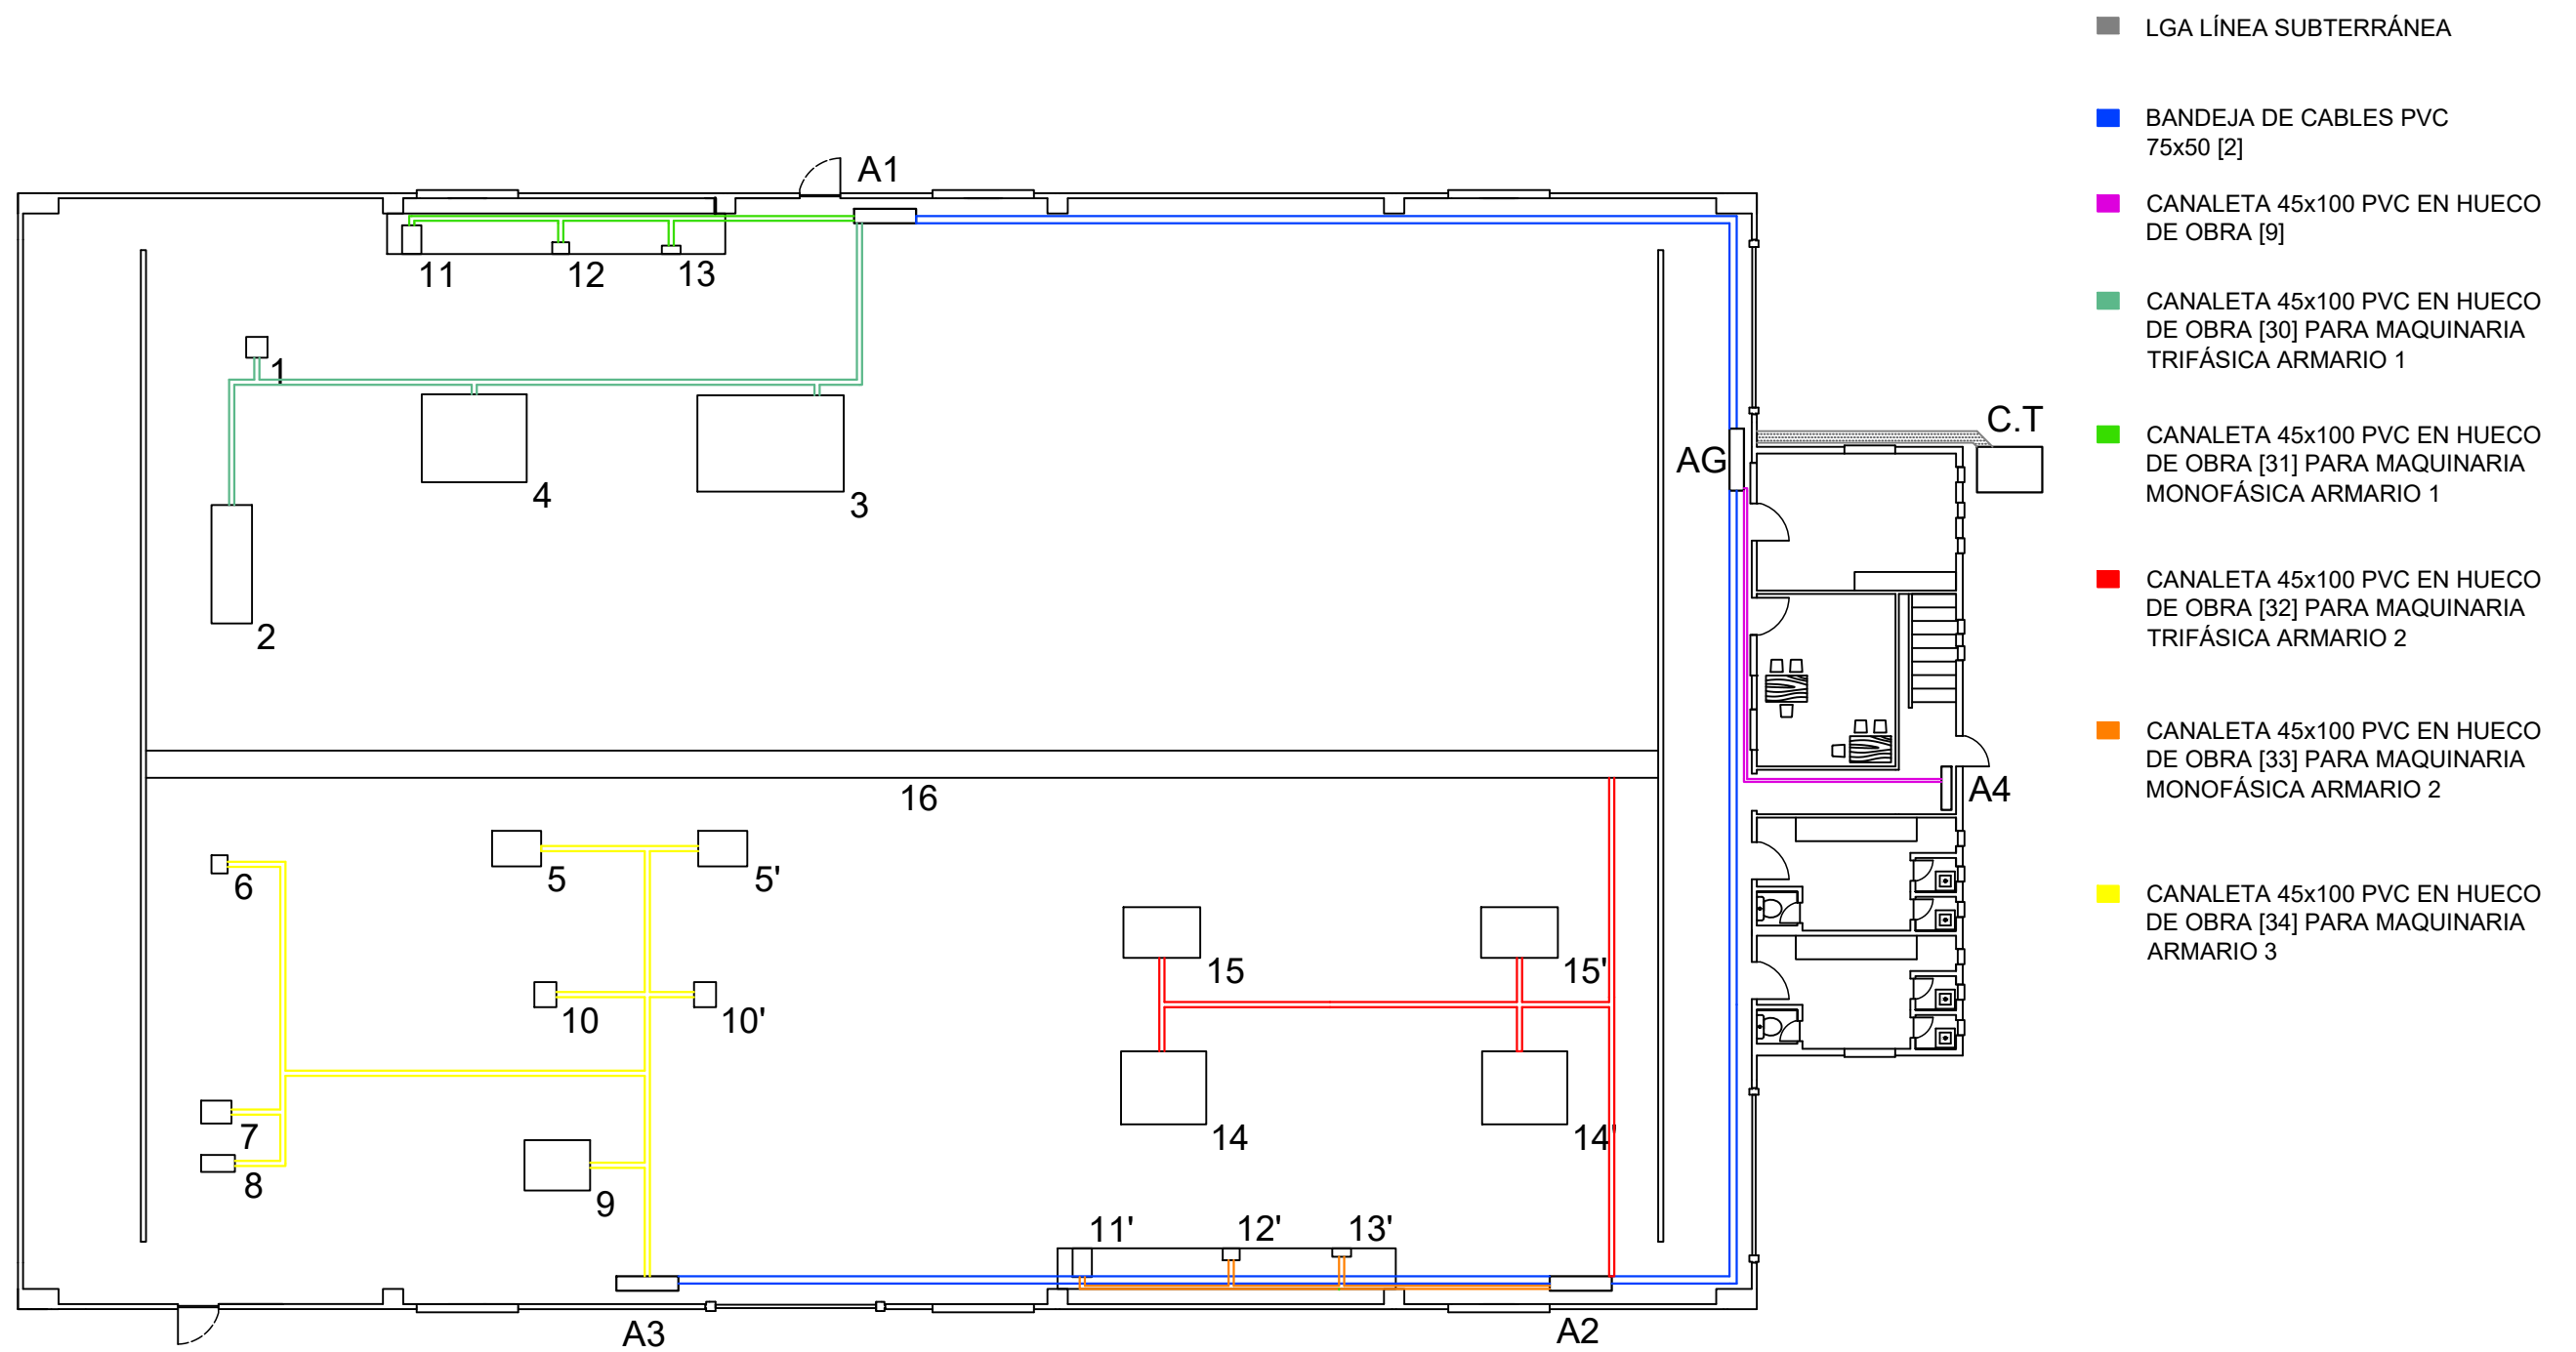 LGA LÍNEA SUBTERRÁNEA
BANDEJA DE CABLES PVC
75x50 [2]
CANALETA 45x100 PVC EN HUECO
DE OBRA [9]
CANALETA 45x100 PVC EN HUECO
DE OBRA [30] PARA MAQUINARIA
TRIFÁSICA ARMARIO 1
CANALETA 45x100 PVC EN HUECO
DE OBRA [31] PARA MAQUINARIA
MONOFÁSICA ARMARIO 1
CANALETA 45x100 PVC EN HUECO
DE OBRA [32] PARA MAQUINARIA
TRIFÁSICA ARMARIO 2
CANALETA 45x100 PVC EN HUECO
DE OBRA [33] PARA MAQUINARIA
MONOFÁSICA ARMARIO 2
CANALETA 45x100 PVC EN HUECO
DE OBRA [34] PARA MAQUINARIA
ARMARIO 3
A1
11
12
13
1
C.T
AG
4
3
2
A4
16
6
5
5'
15
15'
10
10'
7
14
14'
8
9
11'
12'
13'
A3
A2